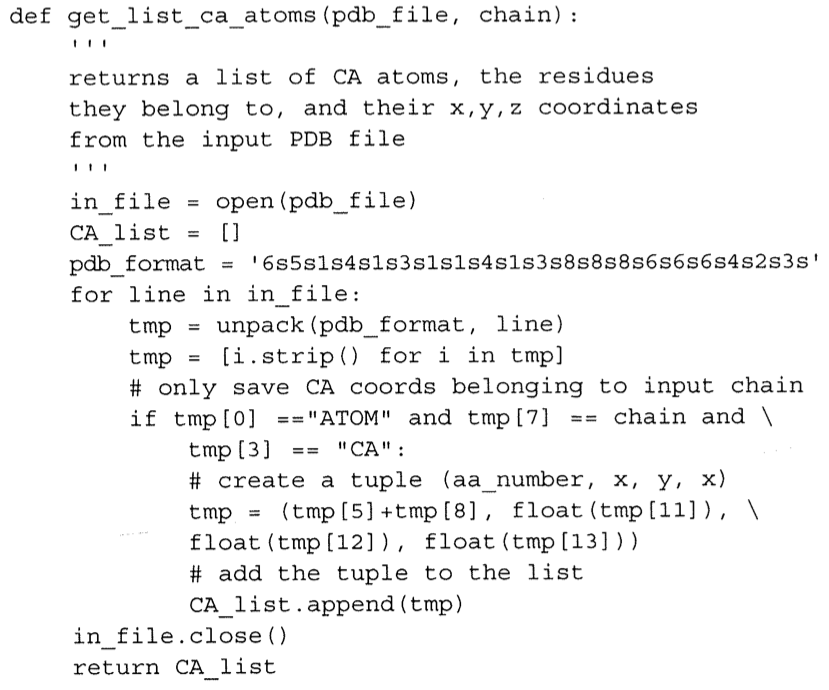 def get_list_ca_atoms(pdb_file, chain):
    '''
    returns a list of CA atoms, the residues
    they belong to, and their x,y,z coordinates
    from the input PDB file
    '''
    in_file = open(pdb_file)
    CA_list = []
    pdb_format = '6s5s1s4s1s3s1s1s4s1s3s8s8s8s6s6s6s4s2s3s'
    for line in in_file:
        tmp = unpack(pdb_format, line)
        tmp = [i.strip() for i in tmp]
        # only save CA coords belonging to input chain
        if tmp[0] =="ATOM" and tmp[7] == chain and \
            tmp[3] == "CA":
            # create a tuple (aa_number, x, y, x)
            tmp = (tmp[5]+tmp[8], float(tmp[11]), \
            float(tmp[12]), float(tmp[13]))
            # add the tuple to the list
            CA_list.append(tmp)
    in_file.close()
    return CA_list